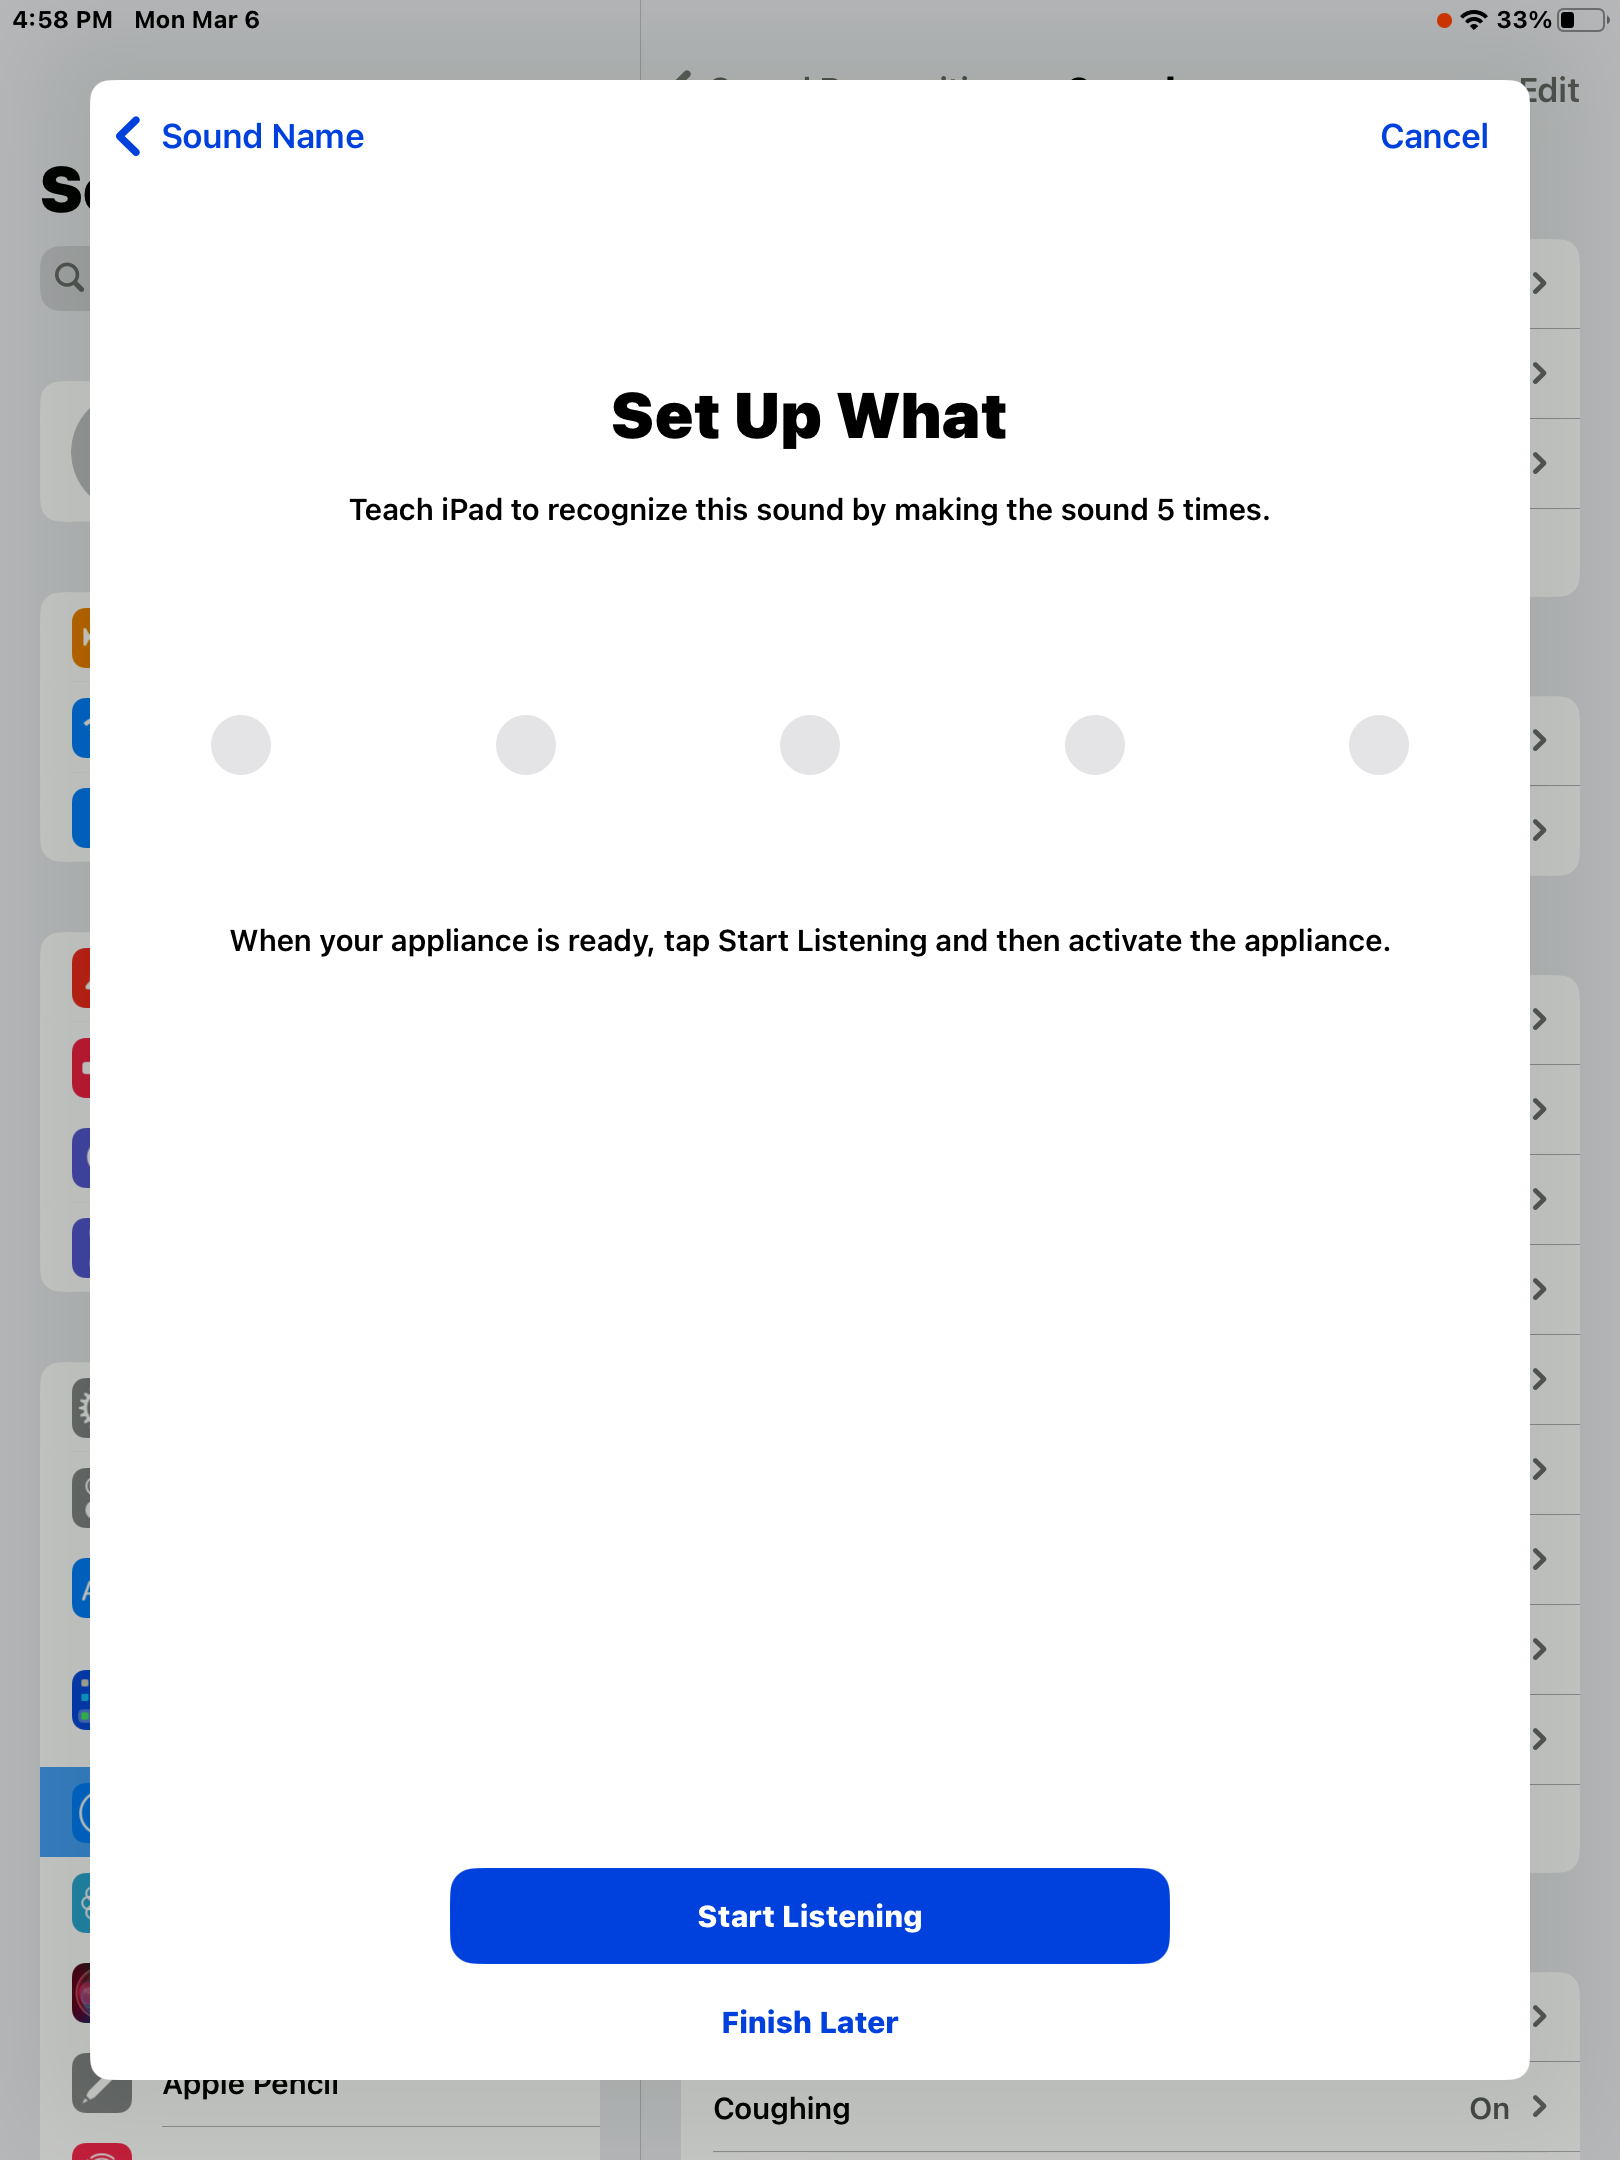 4:58 PM Mon Mar 6
33%
Edit
Sound Name
Cancel
Set Up What
Teach iPad to recognize this sound by making the sound 5 times.
When your appliance is ready, tap Start Listening and then activate the appliance.
Start Listening
Finish Later
Apple Pencil
Coughing
On